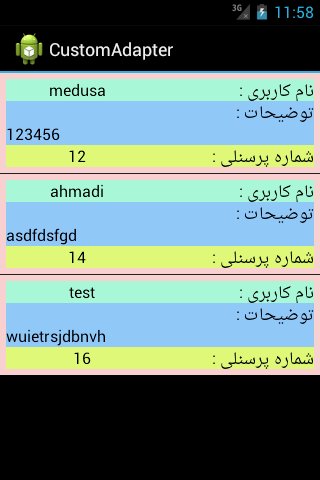 3G 11:58
CustomAdapter
نام کاربری : medusa
توضیحات :
123456
شماره پرسنلی : 12
نام کاربری : ahmadi
توضیحات :
asdfdsfgd
شماره پرسنلی : 14
نام کاربری : test
توضیحات :
wuietrsjdbnvh
شماره پرسنلی : 16